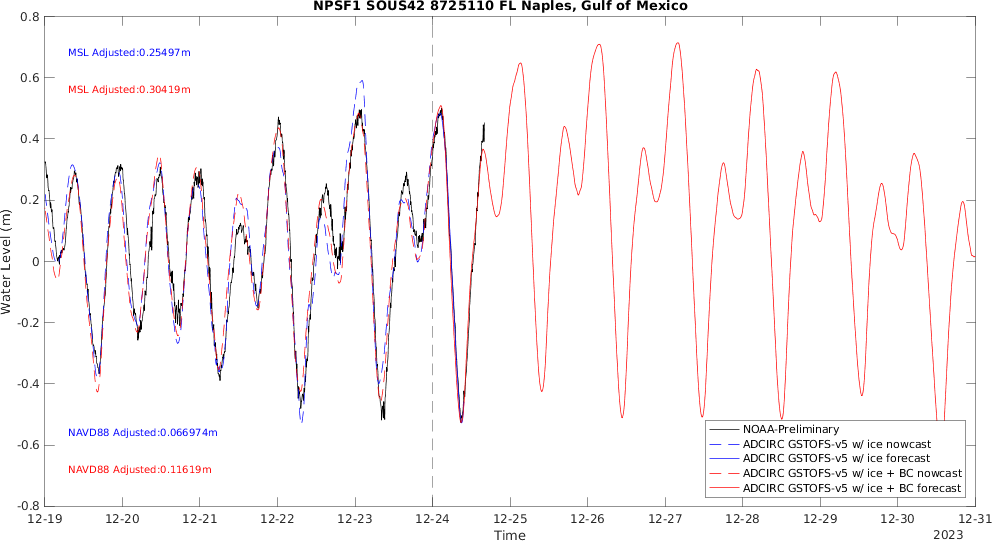 NPSF1 SOUS42 8725110 FL Naples, Gulf of Mexico
0.8
0.6
0.4
0.2
0
-0.2
-0.4
-0.6
-0.8
Water Level (m)
MSL Adjusted:0.25497m
MSL Adjusted:0.30419m
NAVD88 Adjusted:0.066974m
NAVD88 Adjusted:0.11619m
NOAA-Preliminary
ADCIRC GSTOFS-v5 w/ ice nowcast
ADCIRC GSTOFS-v5 w/ ice forecast
ADCIRC GSTOFS-v5 w/ ice + BC nowcast
ADCIRC GSTOFS-v5 w/ ice + BC forecast
12-19 12-20 12-21 12-22 12-23 12-24 12-25 12-26 12-27 12-28 12-29 12-30 12-31
Time
2023